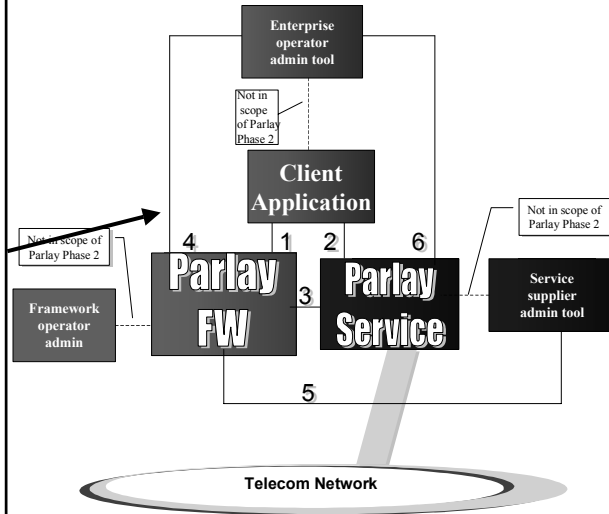 Enterprise
operator
admin tool
Not in
scope
of Parlay
Phase 2
Client
Application
Not in scope of
Parlay Phase 2
Not in scope of
Parlay Phase 2
4
1
2
6
Parlay
FW
3
Parlay
Service
Framework
operator
admin
Service
supplier
admin tool
5
Telecom Network